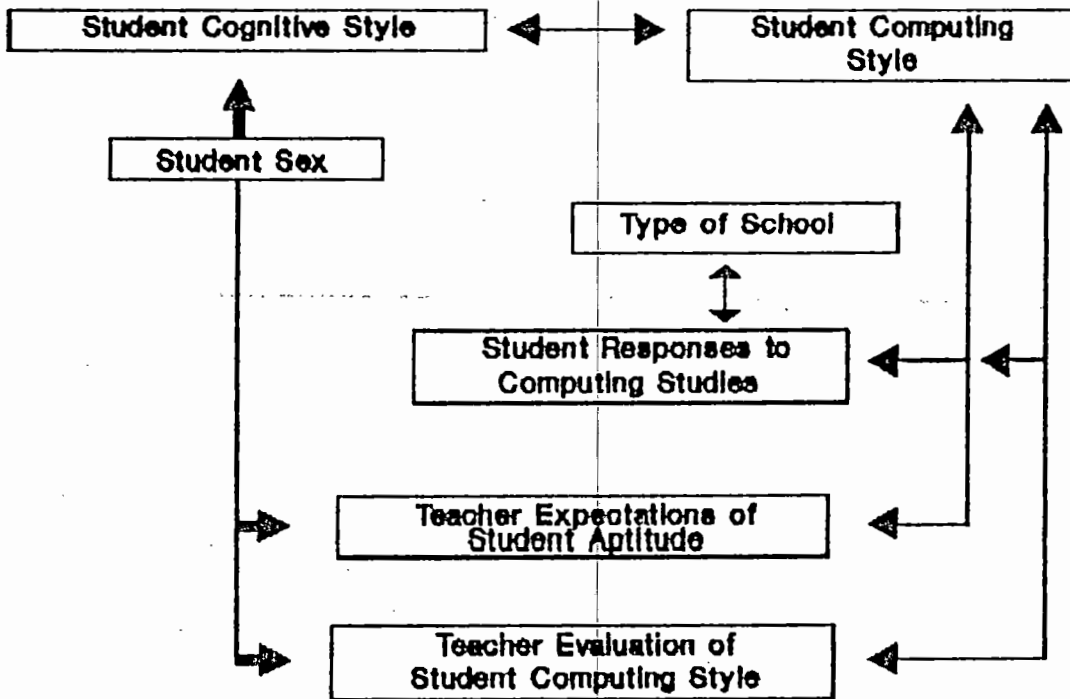 Student Cognitive Style
Student Computing
Style
Student Sex
Type of School
Student Responses to
Computing Studies
Teacher Expectations of
Student Aptitude
Teacher Evaluation of
Student Computing Style